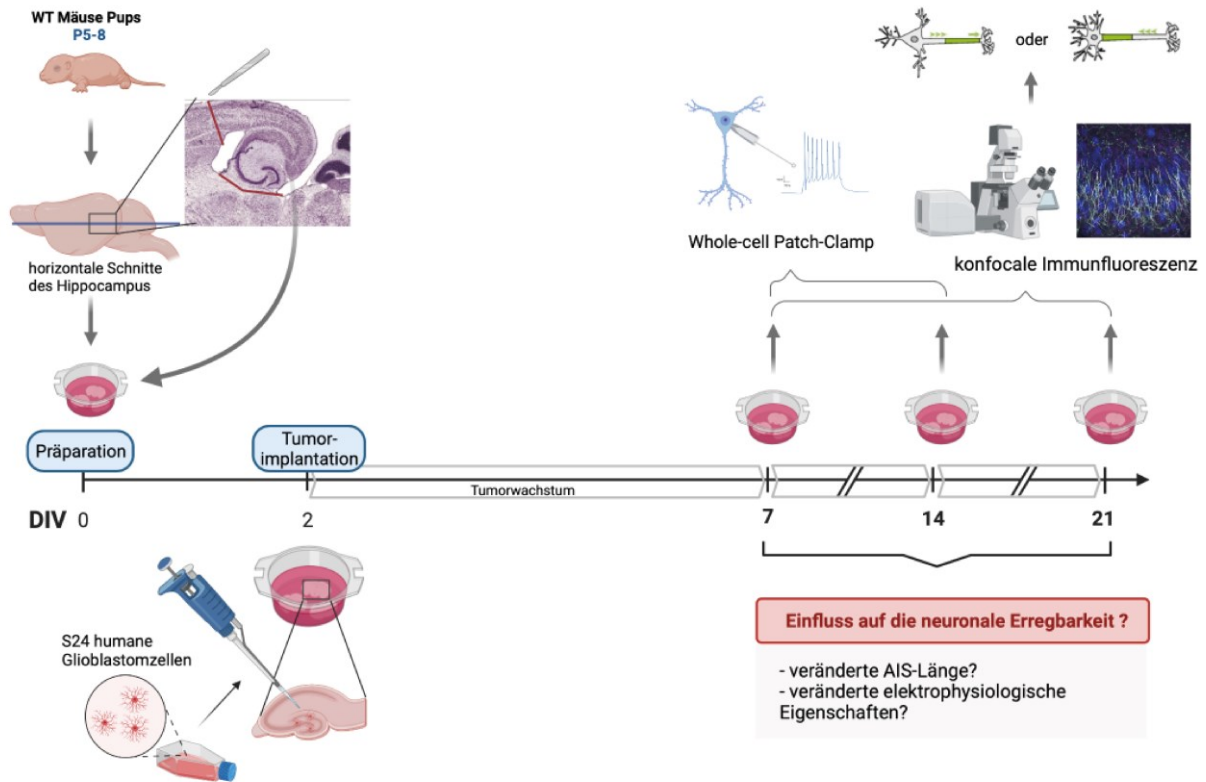 WT Mäuse Pups
P5-8
horizontale Schnitte
des Hippocampus
oder
Whole-cell Patch-Clamp
konfocale Immunfluoreszenz
Präparation
Tumor-
implantation
Tumorwachstum
DIV 0
2
7
14
21
S24 humane
Glioblastomzellen
Einfluss auf die neuronale Erregbarkeit ?
- veränderte AIS-Länge?
- veränderte elektrophysiologische
Eigenschaften?